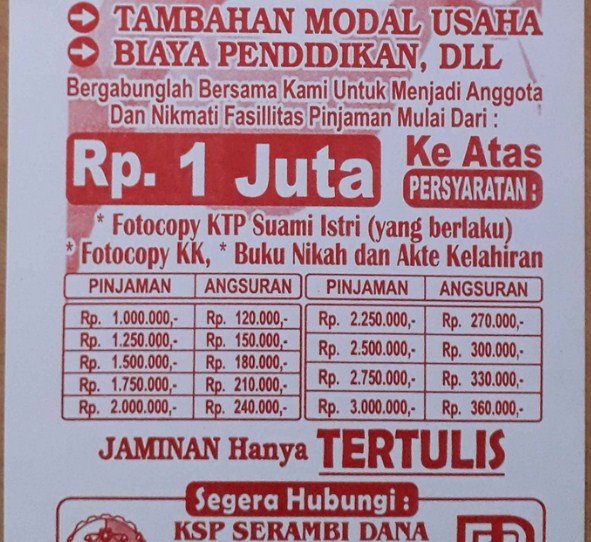 TAMBAHAN MODAL USAHA
BIAYA PENDIDIKAN, DLL
Bergabunglah Bersama Kami Untuk Menjadi Anggota
Dan Nikmati Fasillitas Pinjaman Mulai Dari :
Rp. 1 Juta Ke Atas
PERSYARATAN :
* Fotocopy KTP Suami Istri (yang berlaku)
* Fotocopy KK, * Buku Nikah dan Akte Kelahiran
PINJAMAN ANGSURAN PINJAMAN ANGSURAN
Rp. 1.000.000,- Rp. 120.000,- Rp. 2.250.000,- Rp. 270.000,-
Rp. 1.250.000,- Rp. 150.000,- Rp. 2.500.000,- Rp. 300.000,-
Rp. 1.500.000,- Rp. 180.000,- Rp. 2.750.000,- Rp. 330.000,-
Rp. 1.750.000,- Rp. 210.000,- Rp. 3.000.000,- Rp. 360.000,-
Rp. 2.000.000,- Rp. 240.000,-
JAMINAN Hanya TERTULIS
Segera Hubungi :
KSP SERAMBI DANA